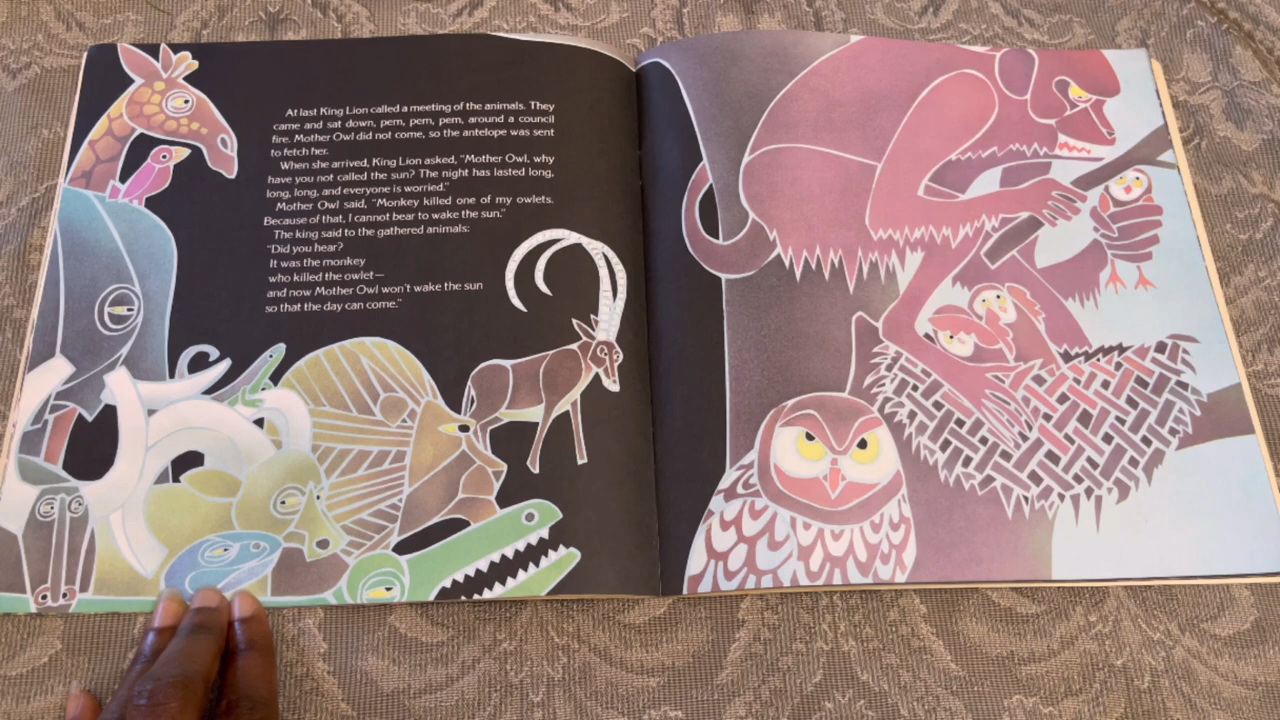 At last King Lion called a meeting of the animals. They
came and sat down, pem, pem, pem, around a council
fire. Mother Owl did not come, so the antelope was sent
to fetch her.
When she arrived, King Lion asked, "Mother Owl, why
have you not called the sun? The night has lasted long,
long, long, and everyone is worried."
Mother Owl said, "Monkey killed one of my owlets.
Because of that, I cannot bear to wake the sun."
The king said to the gathered animals:
"Did you hear?
It was the monkey
who killed the owlet—
and now Mother Owl won't wake the sun
so that the day can come."